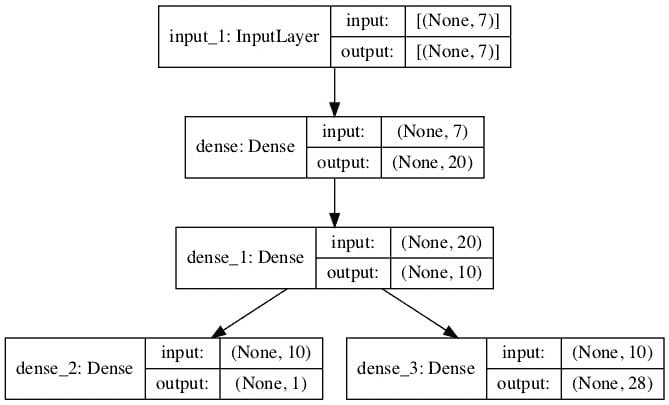 input_1: InputLayer
input:
[(None, 7)]
output:
[(None, 7)]
dense: Dense
input:
(None, 7)
output:
(None, 20)
dense_1: Dense
input:
(None, 20)
output:
(None, 10)
dense_2: Dense
input:
(None, 10)
output:
(None, 1)
dense_3: Dense
input:
(None, 10)
output:
(None, 28)